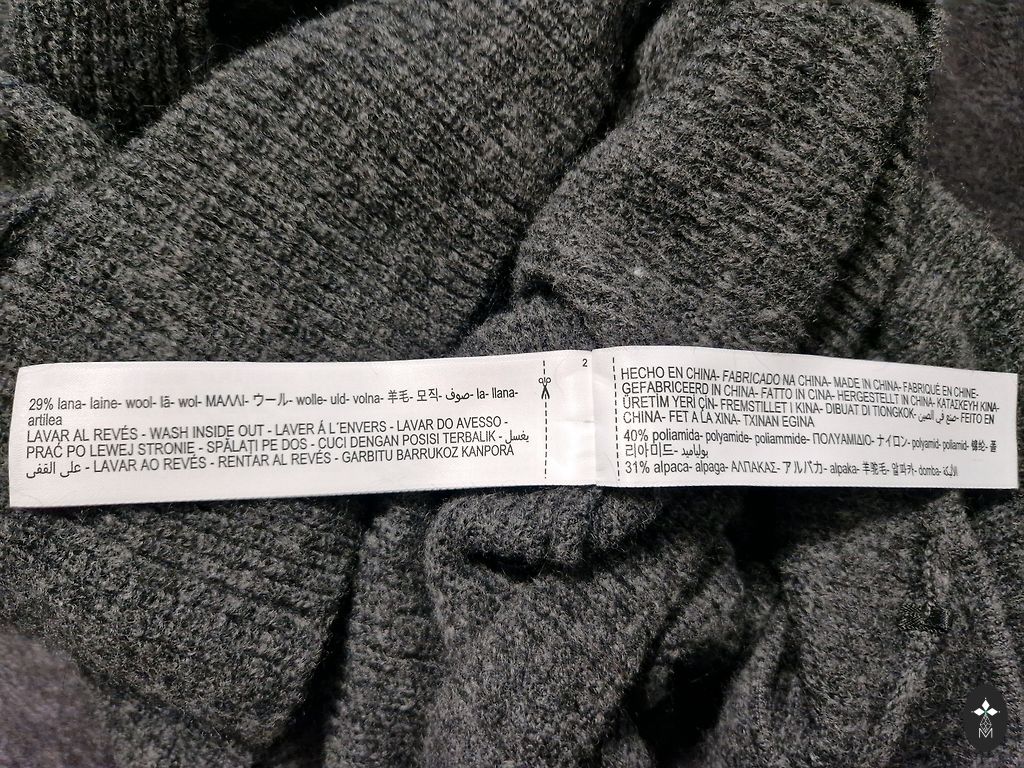 29% lana- laine- wool- lã- wol- ΜΑΛΛΙ- ウール- wolle- uld- volna- 羊毛- 모직- صوف- la- llana-
artilea
LAVAR AL REVÉS - WASH INSIDE OUT - LAVER Á L´ENVERS - LAVAR DO AVESSO -
PRAĆ PO LEWEJ STRONIE - SPĂLAȚI PE DOS - CUCI DENGAN POSISI TERBALIK - يغسل
على القفى - LAVAR AO REVÉS - RENTAR AL REVÉS - GARBITU BARRUKOZ KANPORA
2
HECHO EN CHINA- FABRICADO NA CHINA- MADE IN CHINA- FABRIQUÉ EN CHINE-
GEFABRICEERD IN CHINA- FATTO IN CINA- HERGESTELLT IN CHINA- ΚΑΤΑΣΚΕΥΗ ΚΙΝΑ-
ÜRETİM YERİ ÇİN- FREMSTILLET I KINA- DIBUAT DI TIONGKOK- صنع في الصين- FEITO EN
CHINA- FET A LA XINA- TXINAN EGINA
40% poliamida- polyamide- poliammide- ΠΟΛΥΑΜΙΔΙΟ- ナイロン- polyamid- poliamid- 锦纶- 폴
리아미드- بولياميد
31% alpaca- alpaga- ΑΛΠΑΚΑΣ- アルパカ- alpaka- 羊驼毛- 알파카- domba- الالبكة